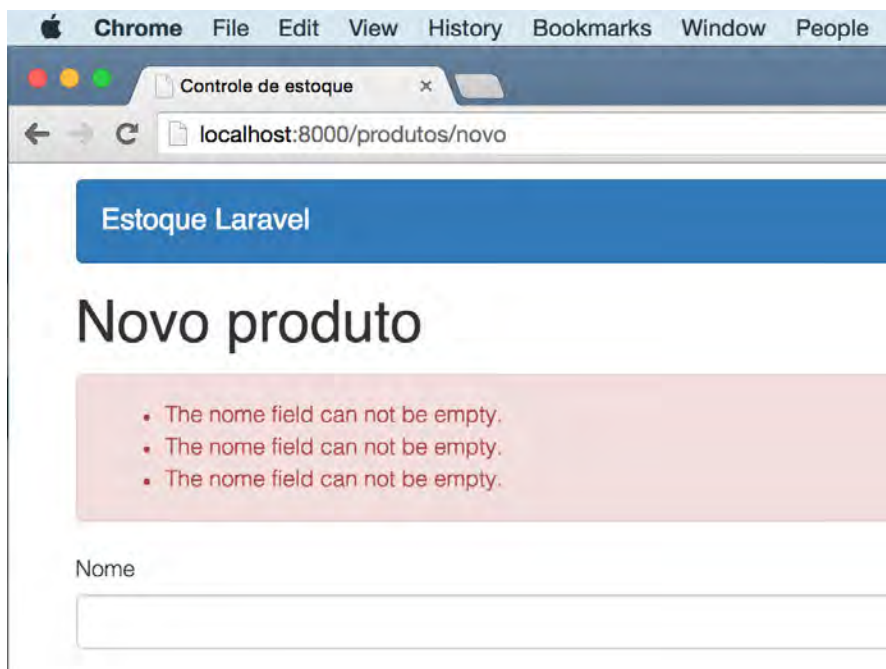 Chrome File Edit View History Bookmarks Window People
Controle de estoque ×
localhost:8000/produtos/novo
Estoque Laravel
Novo produto
• The nome field can not be empty.
• The nome field can not be empty.
• The nome field can not be empty.
Nome